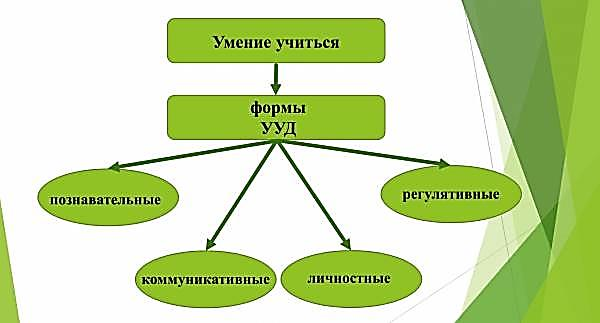 Умение учиться
формы
УУД
познавательные
регулятивные
коммуникативные
личностные